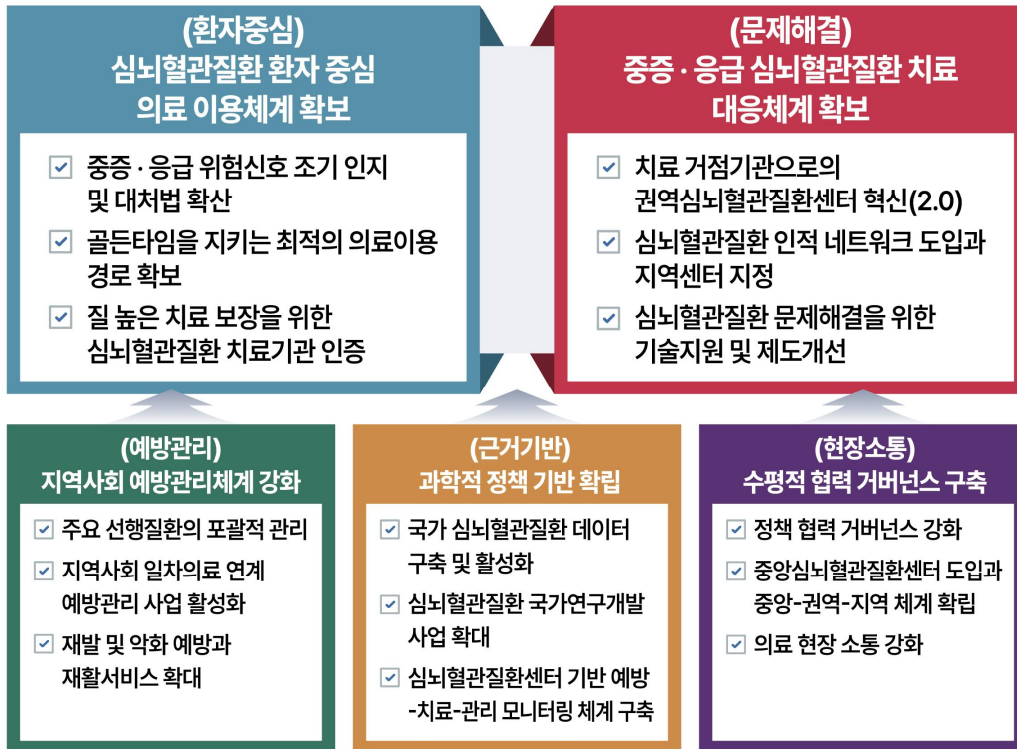 (환자중심)
심뇌혈관질환 환자 중심
의료 이용체계 확보
중증·응급 위험신호 조기 인지
및 대처법 확산
골든타임을 지키는 최적의 의료이용
경로 확보
질 높은 치료 보장을 위한
심뇌혈관질환 치료기관 인증
(문제해결)
중증·응급 심뇌혈관질환 치료
대응체계 확보
치료 거점기관으로의
권역심뇌혈관질환센터 혁신(2.0)
심뇌혈관질환 인적 네트워크 도입과
지역센터 지정
심뇌혈관질환 문제해결을 위한
기술지원 및 제도개선
(예방관리)
지역사회 예방관리체계 강화
주요 선행질환의 포괄적 관리
지역사회 일차의료 연계
예방관리 사업 활성화
재발 및 악화 예방과
재활서비스 확대
(근거기반)
과학적 정책 기반 확립
국가 심뇌혈관질환 데이터
구축 및 활성화
심뇌혈관질환 국가연구개발
사업 확대
심뇌혈관질환센터 기반 예방
-치료-관리 모니터링 체계 구축
(현장소통)
수평적 협력 거버넌스 구축
정책 협력 거버넌스 강화
중앙심뇌혈관질환센터 도입과
중앙-권역-지역 체계 확립
의료 현장 소통 강화